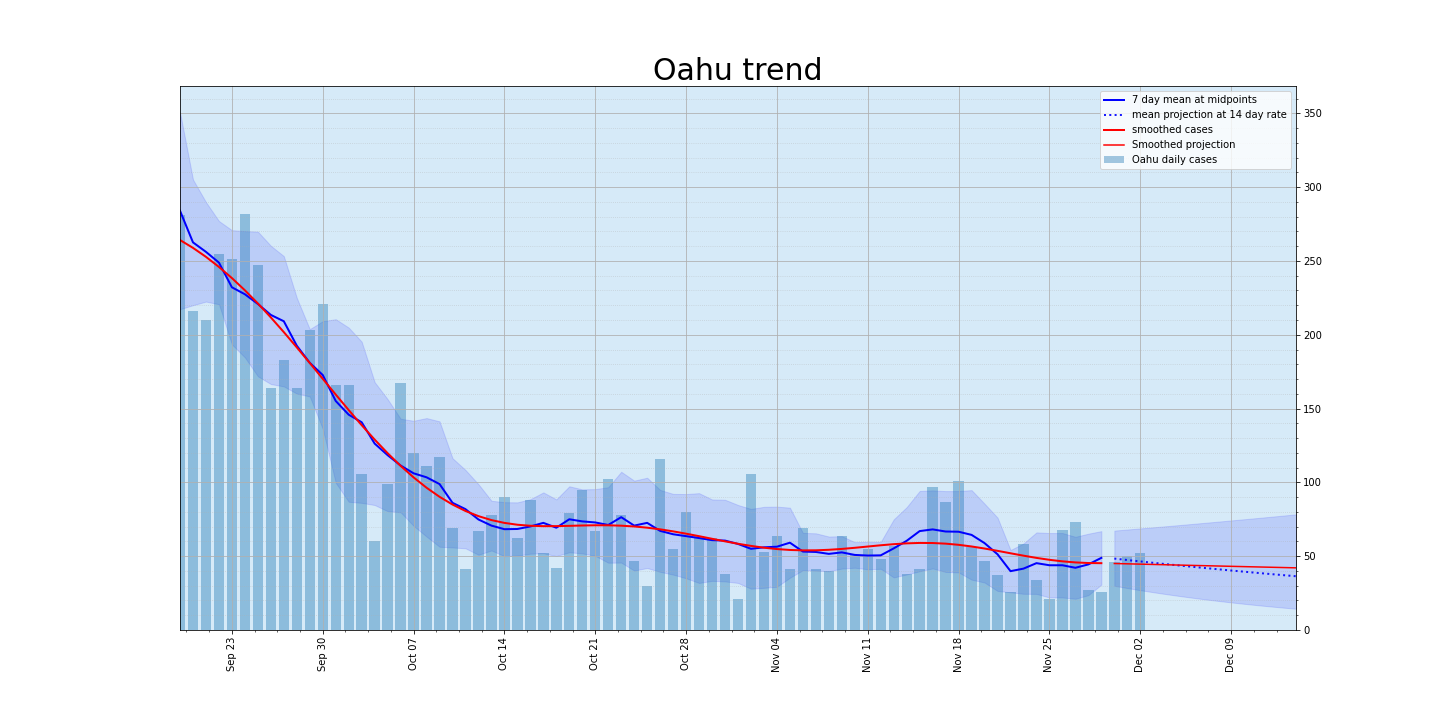 Oahu trend
7 day mean at midpoints
mean projection at 14 day rate
smoothed cases
Smoothed projection
Oahu daily cases
350
300
250
200
150
100
50
0
Sep 23
Sep 30
Oct 07
Oct 14
Oct 21
Oct 28
Nov 04
Nov 11
Nov 18
Nov 25
Dec 02
Dec 09